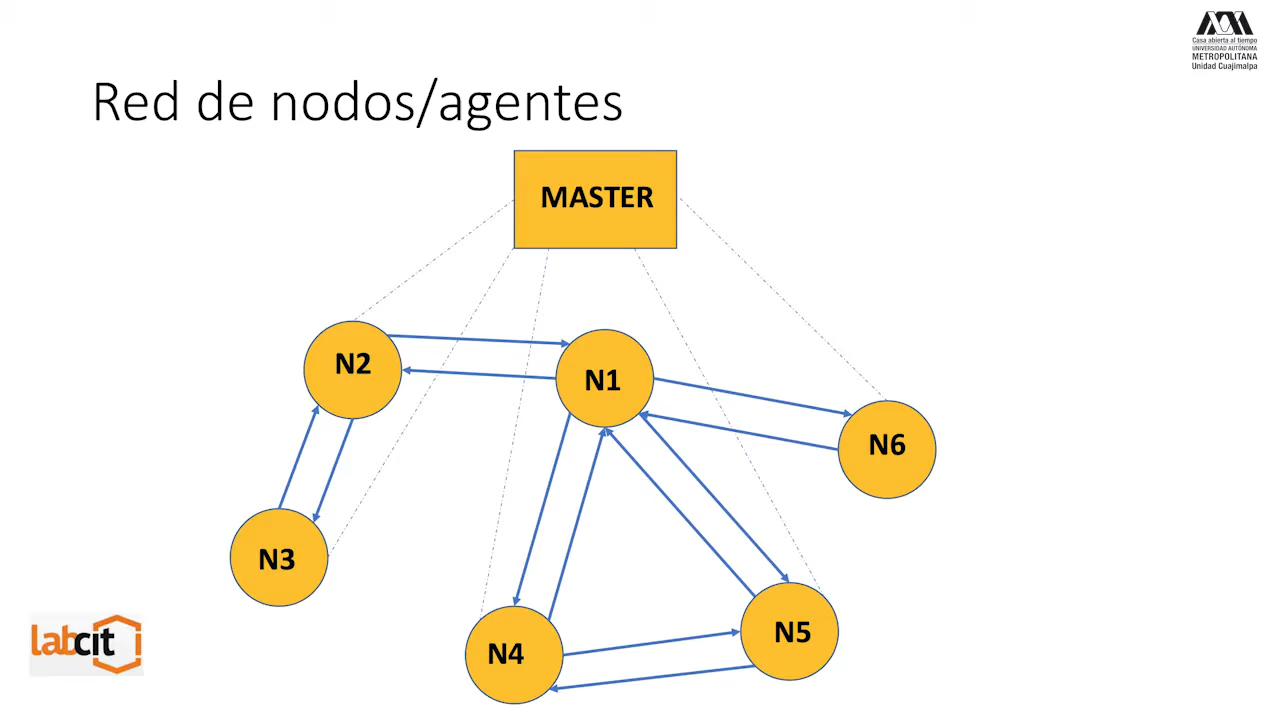 Casa abierta al tiempo
UNIVERSIDAD AUTÓNOMA
METROPOLITANA
Unidad Cuajimalpa
Red de nodos/agentes
MASTER
N2
N1
N6
N3
N4
N5
labcit